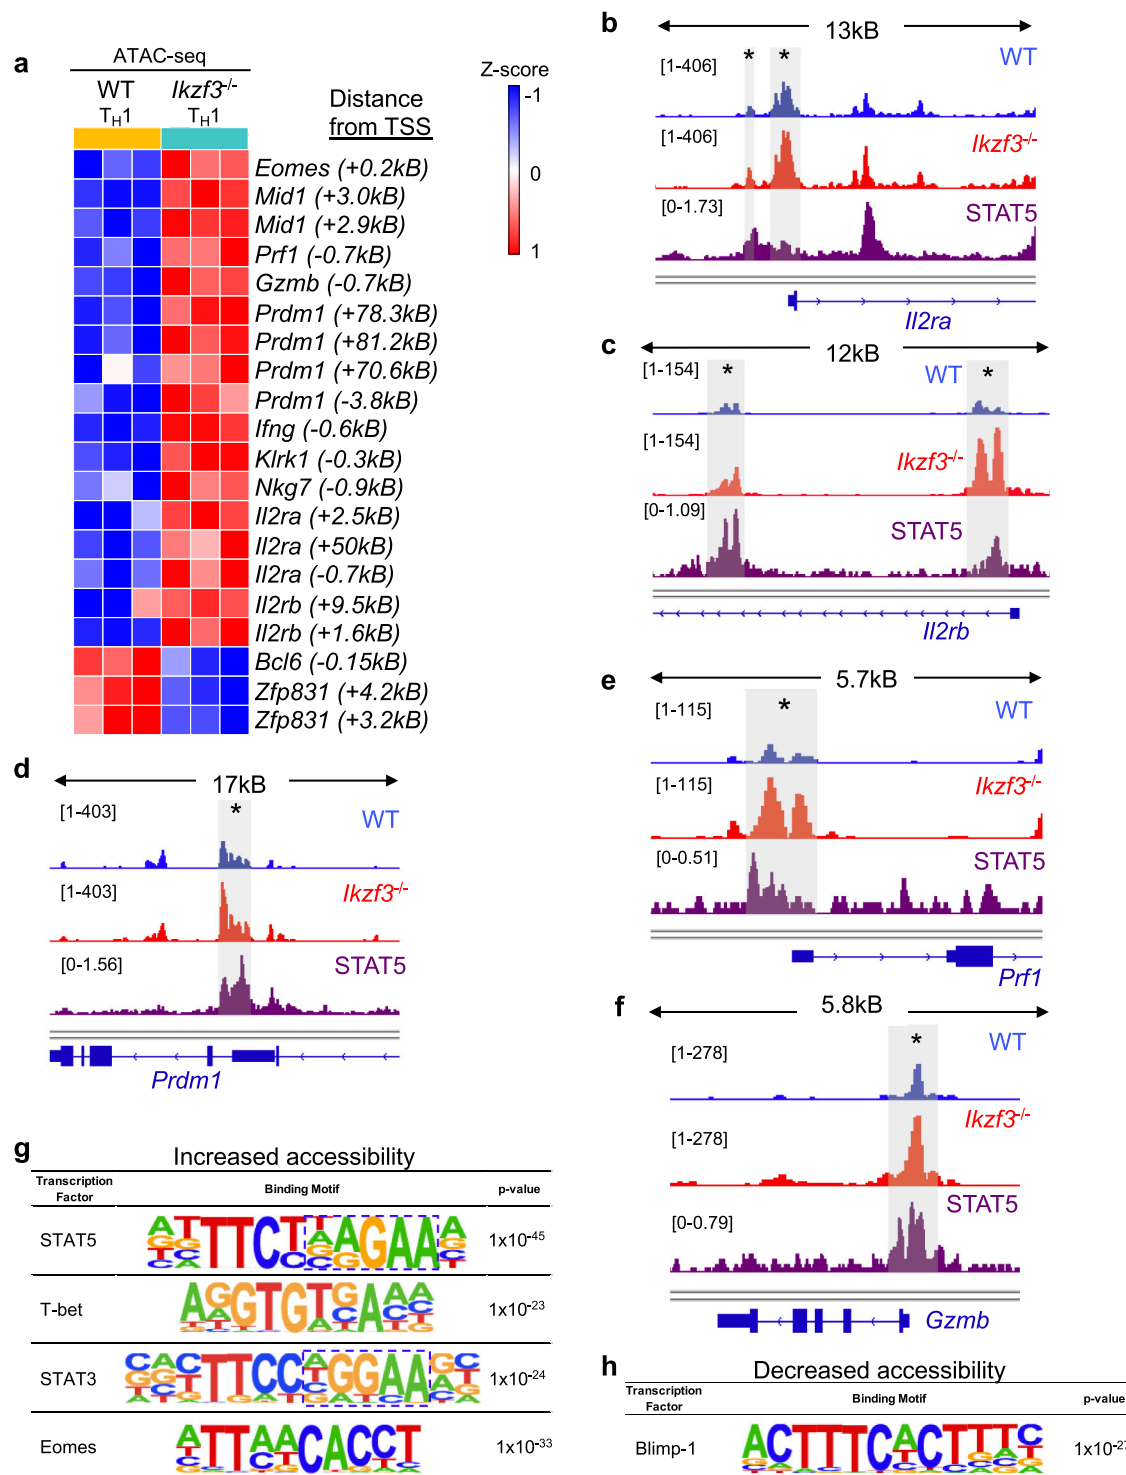 a
ATAC-seq
WT
Ikzf3-/-
TH1
TH1
Distance
from TSS
Z-score
-1
0
1
Eomes (+0.2kB)
Mid1 (+3.0kB)
Mid1 (+2.9kB)
Prf1 (-0.7kB)
Gzmb (-0.7kB)
Prdm1 (+78.3kB)
Prdm1 (+81.2kB)
Prdm1 (+70.6kB)
Prdm1 (-3.8kB)
Ifng (-0.6kB)
Klrk1 (-0.3kB)
Nkg7 (-0.9kB)
Il2ra (+2.5kB)
Il2ra (+50kB)
Il2ra (-0.7kB)
Il2rb (+9.5kB)
Il2rb (+1.6kB)
Bcl6 (-0.15kB)
Zfp831 (+4.2kB)
Zfp831 (+3.2kB)
b
13kB
* *
[1-406]
WT
[1-406]
Ikzf3-/-
[0-1.73]
STAT5
Il2ra
c
12kB
* *
[1-154]
WT
[1-154]
Ikzf3-/-
[0-1.09]
STAT5
Il2rb
d
17kB
*
[1-403]
WT
[1-403]
Ikzf3-/-
[0-1.56]
STAT5
Prdm1
e
5.7kB
*
[1-115]
WT
[1-115]
Ikzf3-/-
[0-0.51]
STAT5
Prf1
f
5.8kB
*
[1-278]
WT
[1-278]
Ikzf3-/-
[0-0.79]
STAT5
Gzmb
g
Increased accessibility
Transcription Factor
Binding Motif
p-value
STAT5
1x10-45
T-bet
1x10-23
STAT3
1x10-24
Eomes
1x10-33
h
Decreased accessibility
Transcription Factor
Binding Motif
p-value
Blimp-1
ACTTTCACTTTC
1x10-27